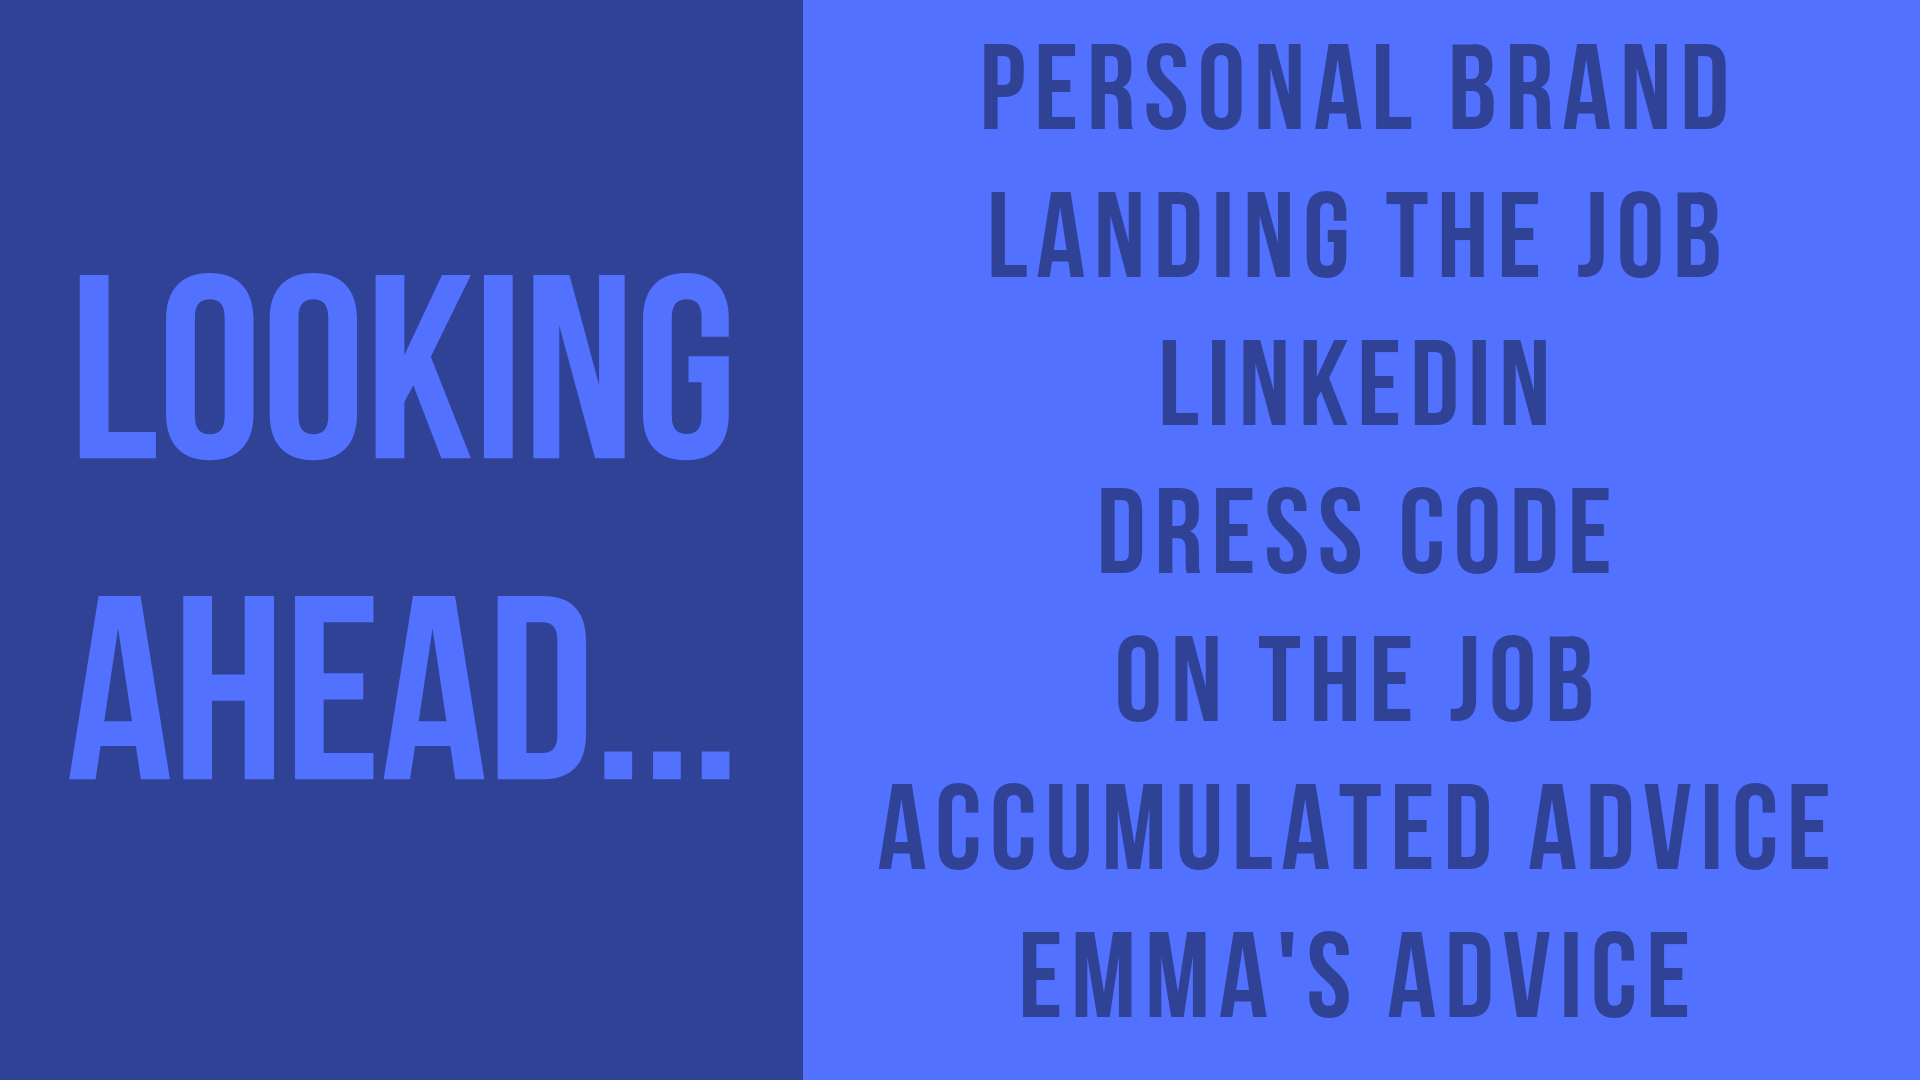 LOOKING
AHEAD...
PERSONAL BRAND
LANDING THE JOB
LINKEDIN
DRESS CODE
ON THE JOB
ACCUMULATED ADVICE
EMMA'S ADVICE